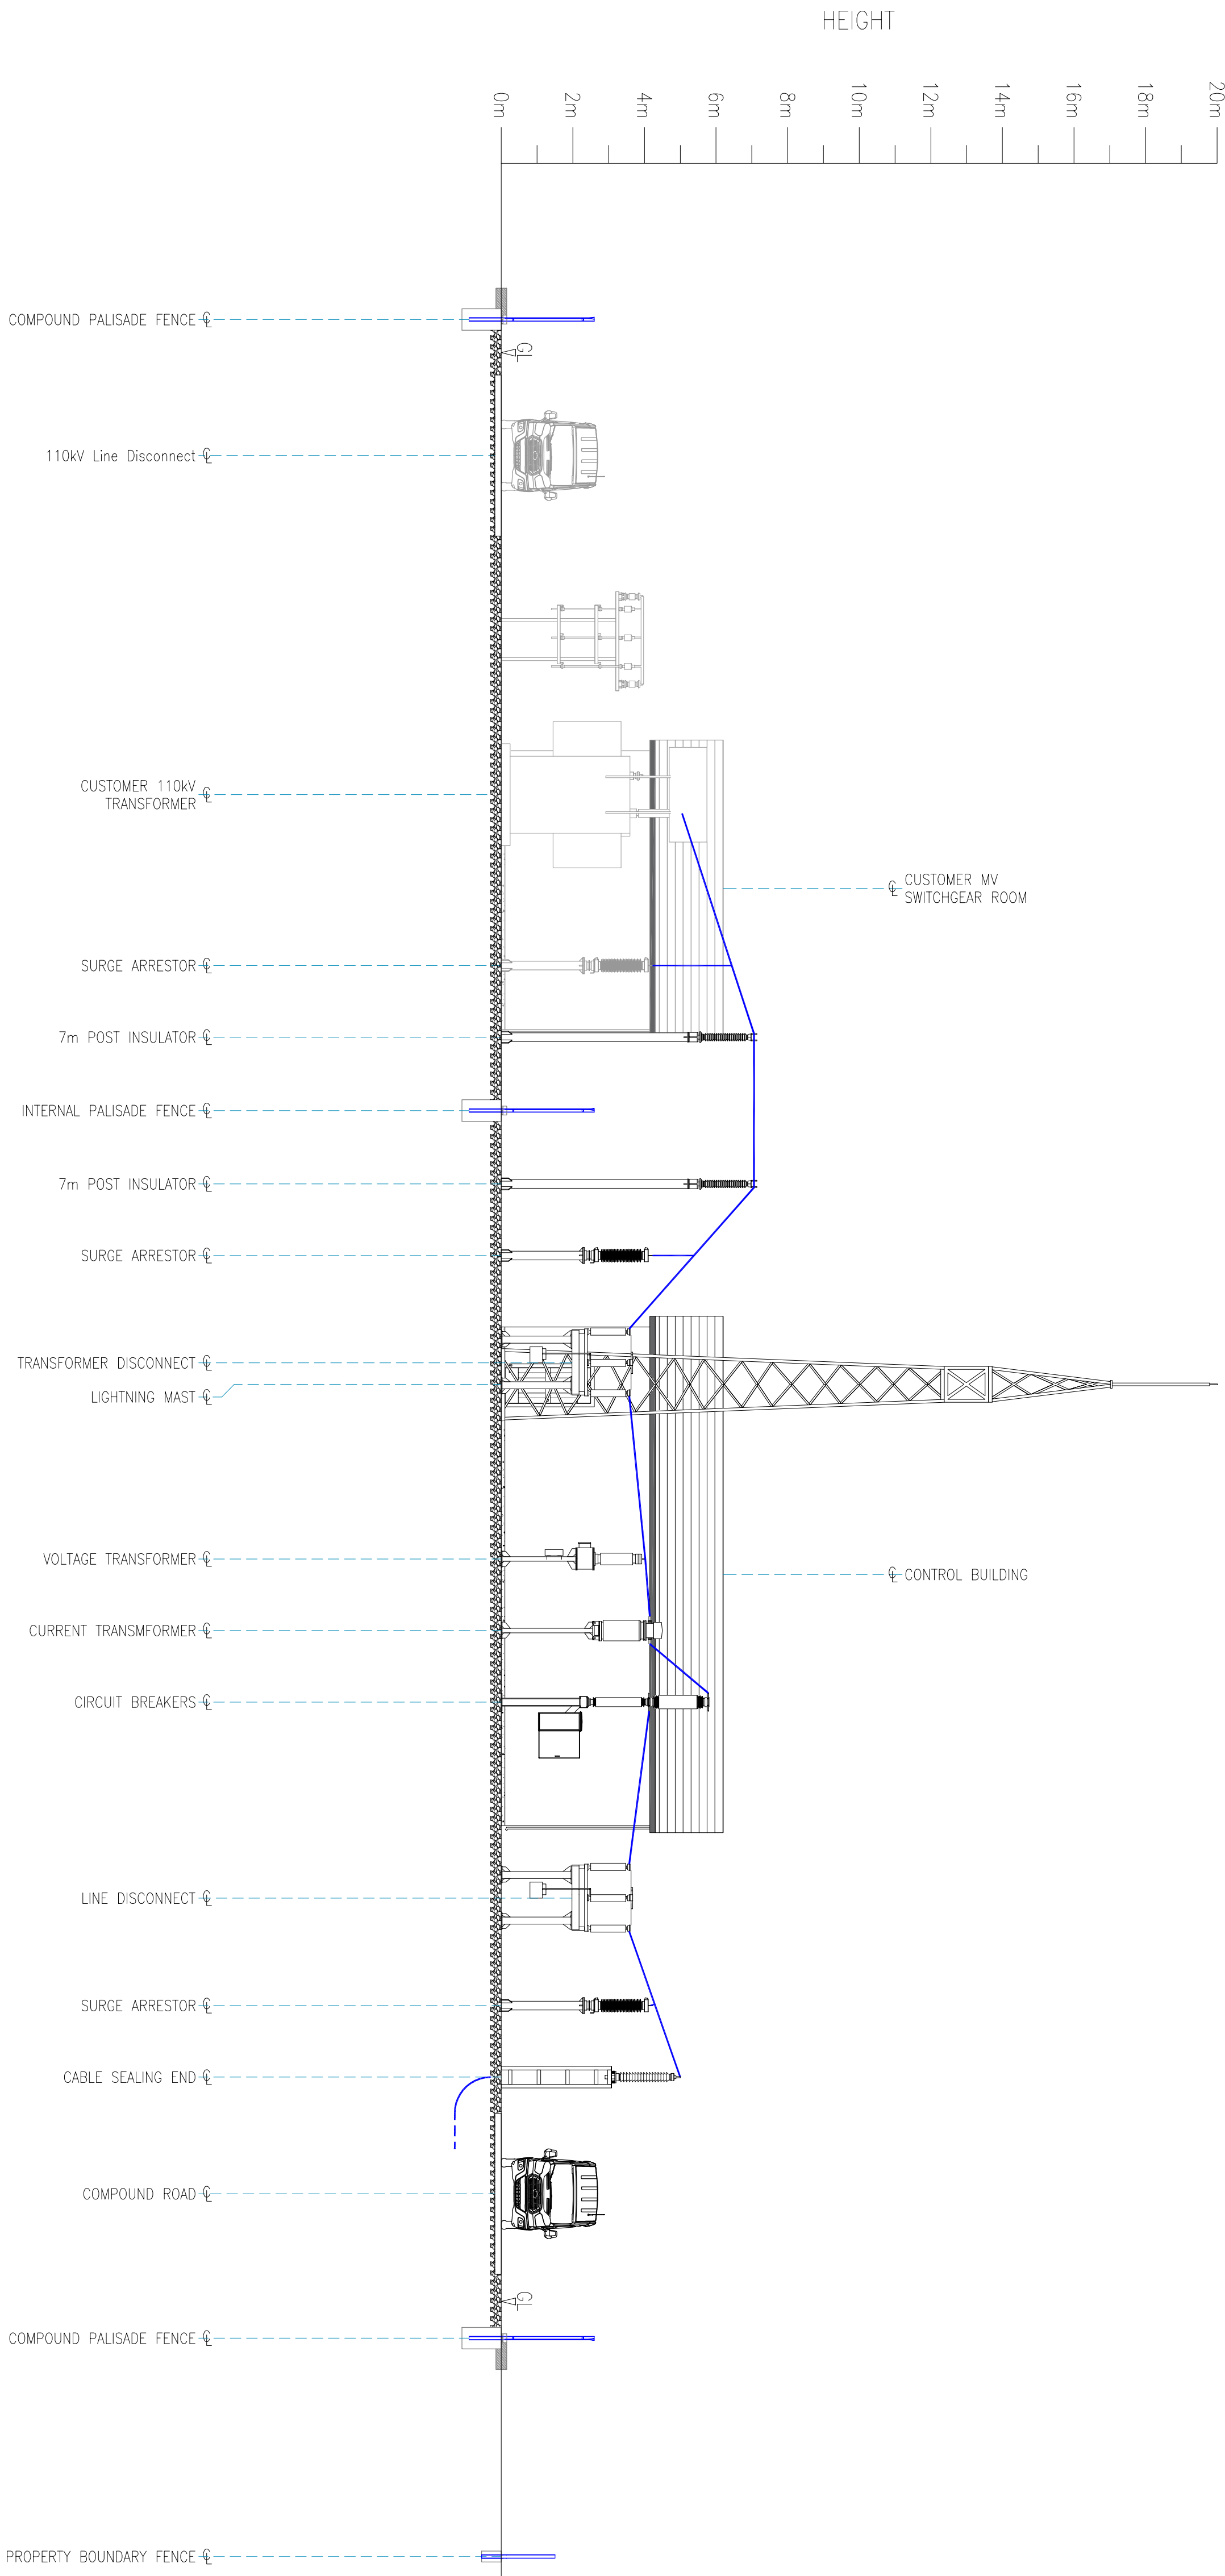 HEIGHT
0m
2m
4m
6m
8m
10m
12m
14m
16m
18m
20m
COMPOUND PALISADE FENCE ℄
GL
110kV Line Disconnect ℄
CUSTOMER 110kV
TRANSFORMER ℄
℄ CUSTOMER MV
SWITCHGEAR ROOM
SURGE ARRESTOR ℄
7m POST INSULATOR ℄
INTERNAL PALISADE FENCE ℄
7m POST INSULATOR ℄
SURGE ARRESTOR ℄
TRANSFORMER DISCONNECT ℄
LIGHTNING MAST ℄
VOLTAGE TRANSFORMER ℄
℄ CONTROL BUILDING
CURRENT TRANSMFORMER ℄
CIRCUIT BREAKERS ℄
LINE DISCONNECT ℄
SURGE ARRESTOR ℄
CABLE SEALING END ℄
COMPOUND ROAD ℄
GL
COMPOUND PALISADE FENCE ℄
PROPERTY BOUNDARY FENCE ℄